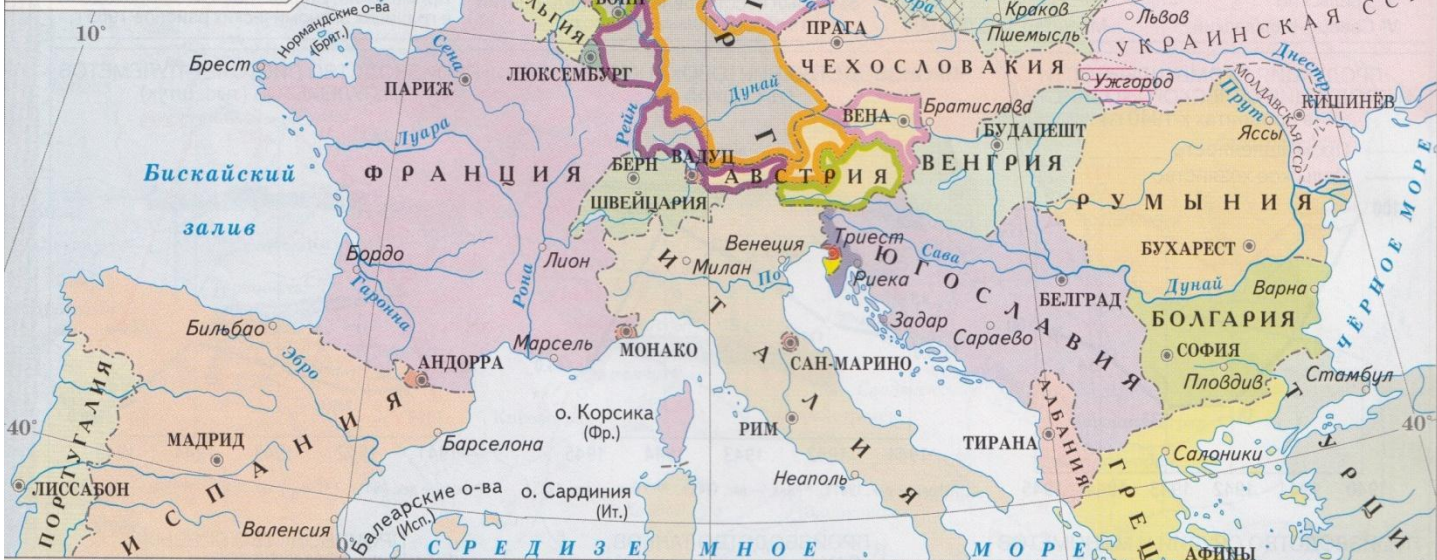 Нормандские о-ва
(Брит.)
10°
Брест
Сена
ПАРИЖ
ЛЮКСЕМБУРГ
Рейн
Луара
ФРАНЦИЯ
Бискайский
залив
Бордо
Гаронна
Рона
Лион
Марсель
МОНАКО
АНДОРРА
Бильбао
Эбро
МАДРИД
ИСПАНИЯ
Барселона
Валенсия
ПОРТУГАЛИЯ
ЛИССАБОН
40°
0°
Балеарские о-ва
(Исп.)
о. Корсика
(Фр.)
о. Сардиния
(Ит.)
СРЕДИЗЕМНОЕ МОРЕ
БЕРН
ВАДУЦ
ШВЕЙЦАРИЯ
АВСТРИЯ
ВЕНА
Дунай
ПРАГА
ЧЕХОСЛОВАКИЯ
Братислава
Краков
Пшемысль
Львов
УКРАИНСКАЯ СС
Ужгород
Днестр
МОЛДАВСКАЯ ССР
КИШИНЁВ
Прут
Яссы
БУДАПЕШТ
ВЕНГРИЯ
РУМЫНИЯ
БУХАРЕСТ
Дунай
ЧЁРНОЕ МОРЕ
Варна
БОЛГАРИЯ
СОФИЯ
Пловдив
Стамбул
ТУРЦИ
40°
Салоники
ГРЕЦ
АФИНЫ
АЛБАНИЯ
ТИРАНА
ЮГОСЛАВИЯ
БЕЛГРАД
Сава
Сараево
Задар
Риека
Триест
Венеция
Милан
По
ИТАЛИЯ
САН-МАРИНО
РИМ
Неаполь